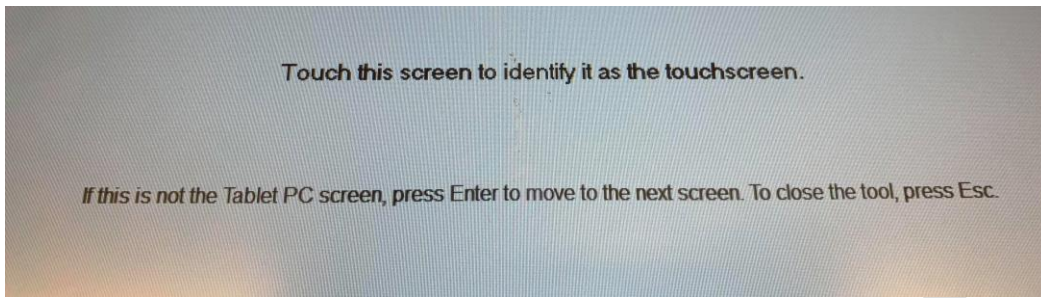 Touch this screen to identify it as the touchscreen.
If this is not the Tablet PC screen, press Enter to move to the next screen. To close the tool, press Esc.